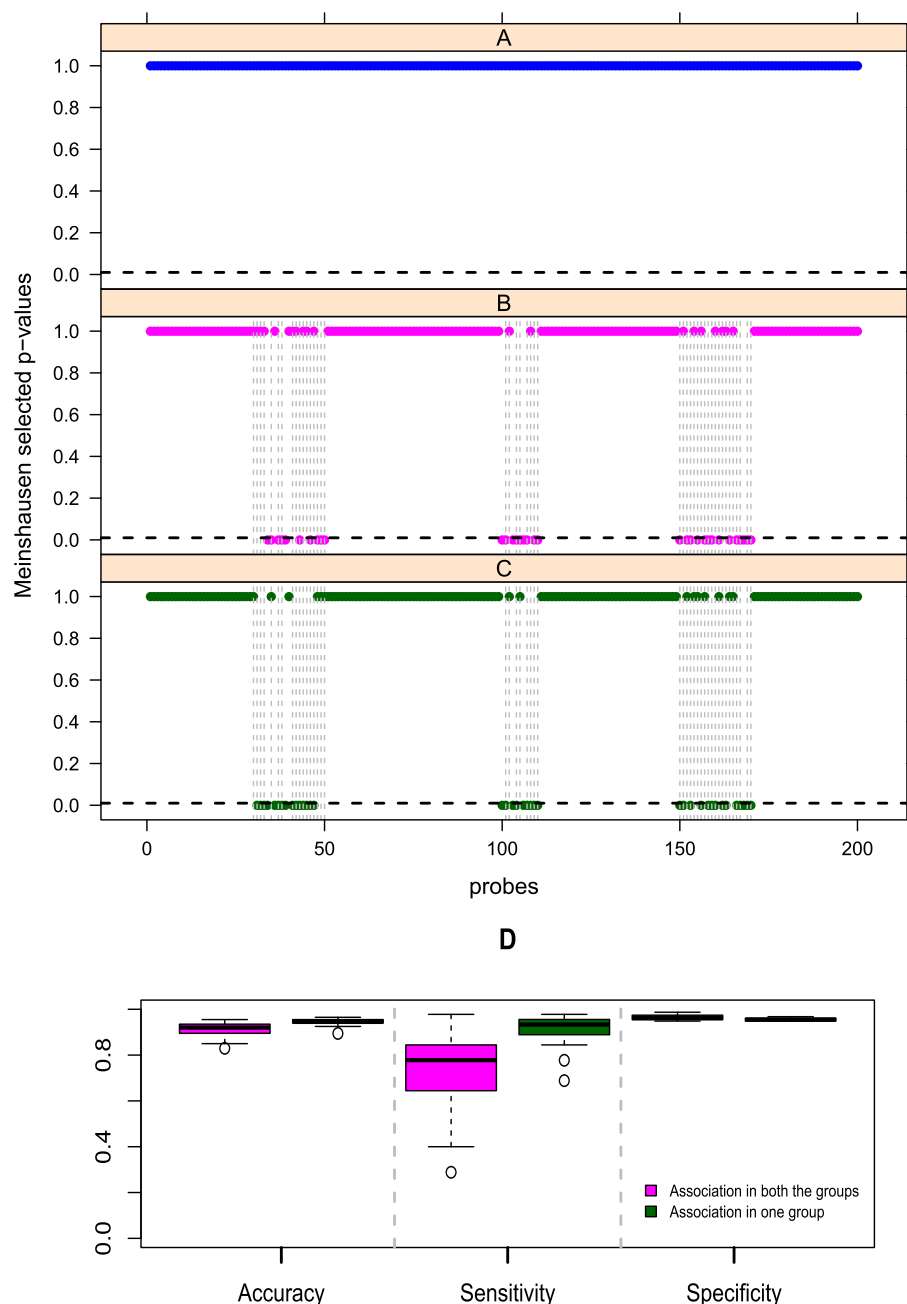 A
1.0
0.8
0.6
0.4
0.2
0.0
B
1.0
0.8
0.6
0.4
0.2
0.0
C
1.0
0.8
0.6
0.4
0.2
0.0
Meinshausen selected p−values
0 50 100 150 200
probes
D
0.8
0.4
0.0
Association in both the groups
Association in one group
Accuracy Sensitivity Specificity